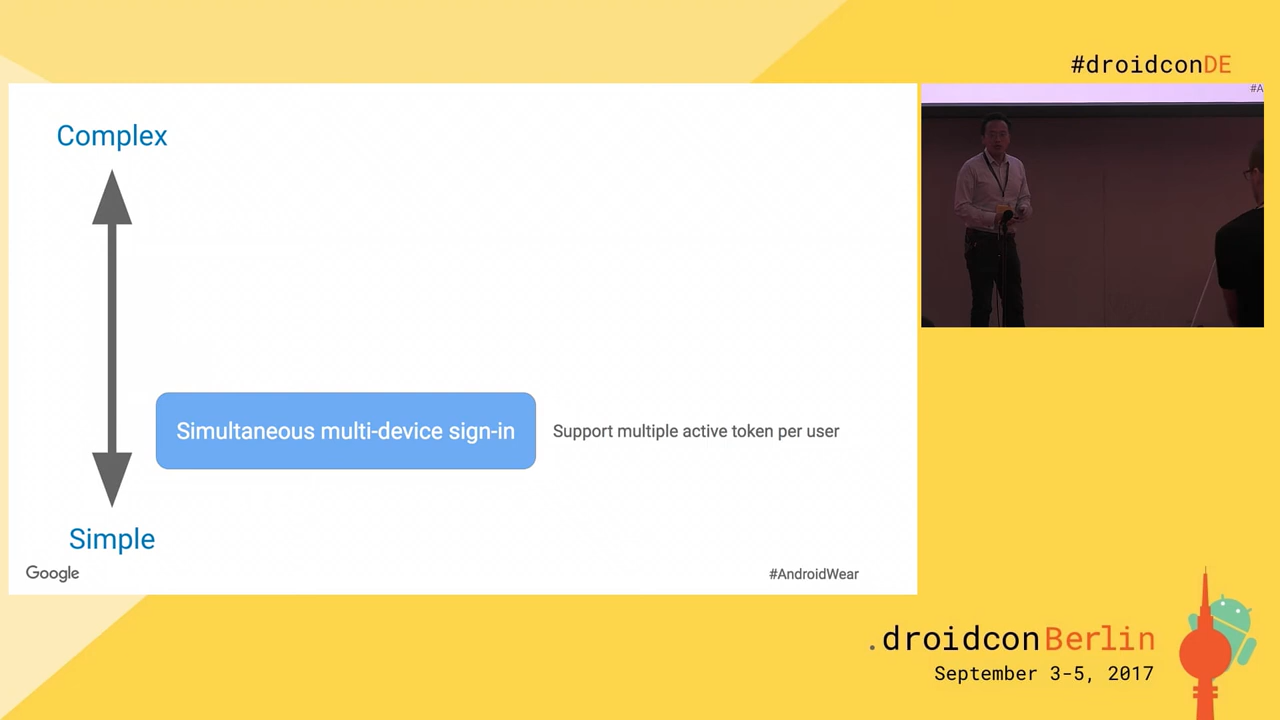 #droidconDE
#A
Complex
Simultaneous multi-device sign-in
Support multiple active token per user
Simple
Google
#AndroidWear
.droidconBerlin
September 3-5, 2017